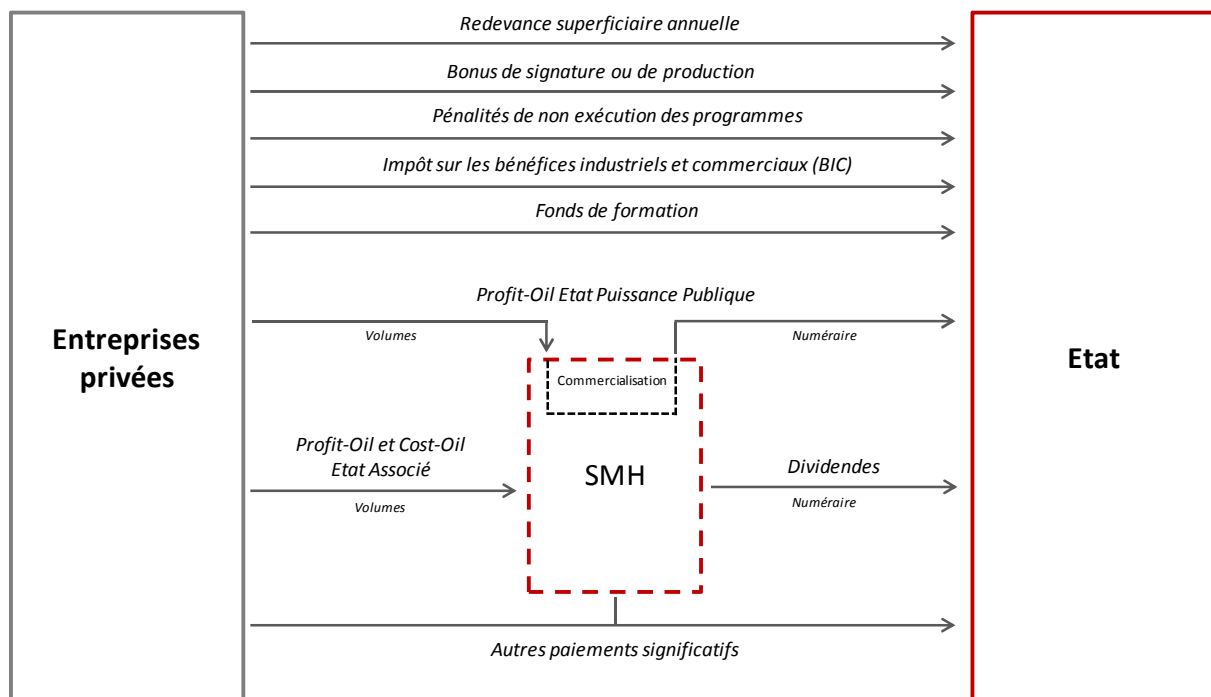 Redevance superficiaire annuelle
Bonus de signature ou de production
Pénalités de non exécution des programmes
Impôt sur les bénéfices industriels et commerciaux (BIC)
Fonds de formation
Profit-Oil Etat Puissance Publique
Volumes
Numéraire
Entreprises
privées
Etat
Commercialisation
Profit-Oil et Cost-Oil
Etat Associé
Volumes
SMH
Dividendes
Numéraire
Autres paiements significatifs